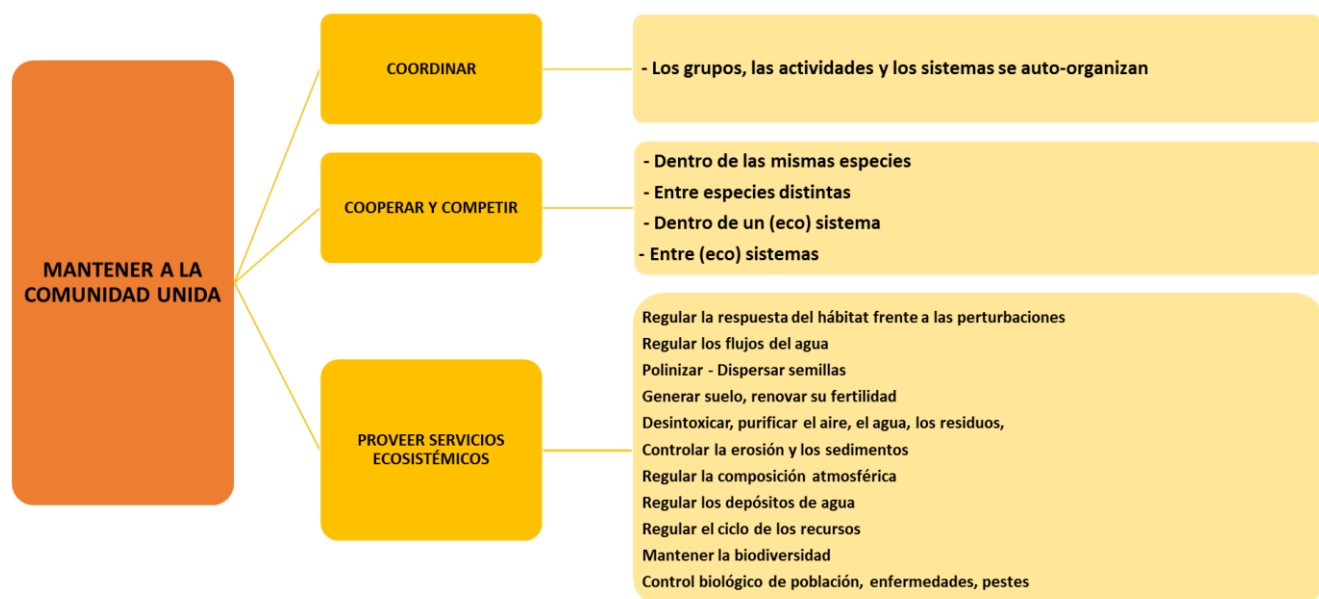 MANTENER A LA
COMUNIDAD UNIDA
COORDINAR
- Los grupos, las actividades y los sistemas se auto-organizan
COOPERAR Y COMPETIR
- Dentro de las mismas especies
- Entre especies distintas
- Dentro de un (eco) sistema
- Entre (eco) sistemas
PROVEER SERVICIOS
ECOSISTÉMICOS
Regular la respuesta del hábitat frente a las perturbaciones
Regular los flujos del agua
Polinizar - Dispersar semillas
Generar suelo, renovar su fertilidad
Desintoxicar, purificar el aire, el agua, los residuos,
Controlar la erosión y los sedimentos
Regular la composición atmosférica
Regular los depósitos de agua
Regular el ciclo de los recursos
Mantener la biodiversidad
Control biológico de población, enfermedades, pestes